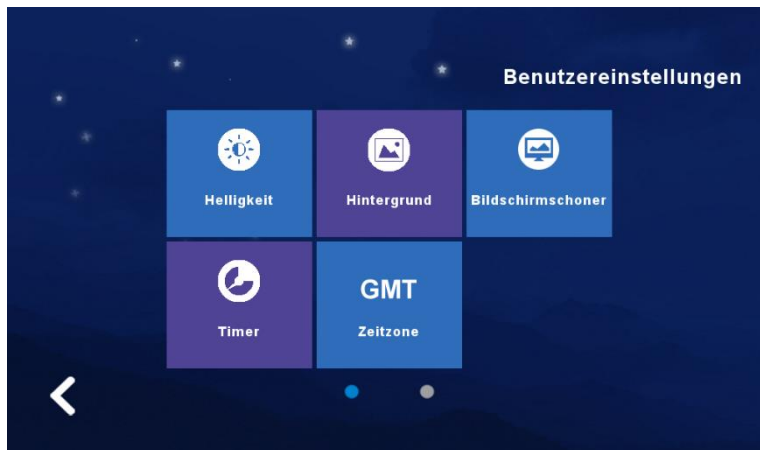 Benutzereinstellungen
Helligkeit
Hintergrund
Bildschirmschoner
Timer
GMT
Zeitzone